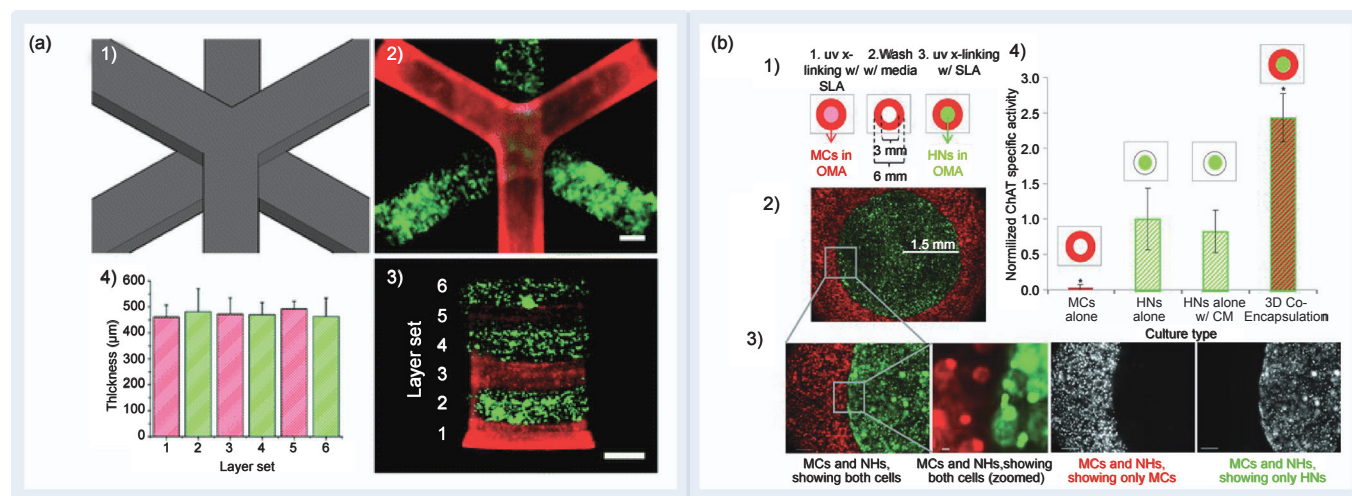 (a)
1)
2)
4)
600
500
400
300
200
100
0
Thickness (µm)
1 2 3 4 5 6
Layer set
3)
Layer set
6
5
4
3
2
1
(b)
1)
1. uv x-
linking w/
SLA
2.Wash
w/ media
3. uv x-linking
w/ SLA
MCs in
OMA
3 mm
6 mm
HNs in
OMA
2)
1.5 mm
4)
Normilized ChAT specific activity
3.0
2.5
2.0
1.5
1.0
0.5
0.0
*
*
MCs
alone
HNs
alone
HNs alone
w/ CM
3D Co-
Encapsulation
Culture type
3)
MCs and NHs,
showing both cells
MCs and NHs,showing
both cells (zoomed)
MCs and NHs,
showing only MCs
MCs and NHs,
showing only HNs